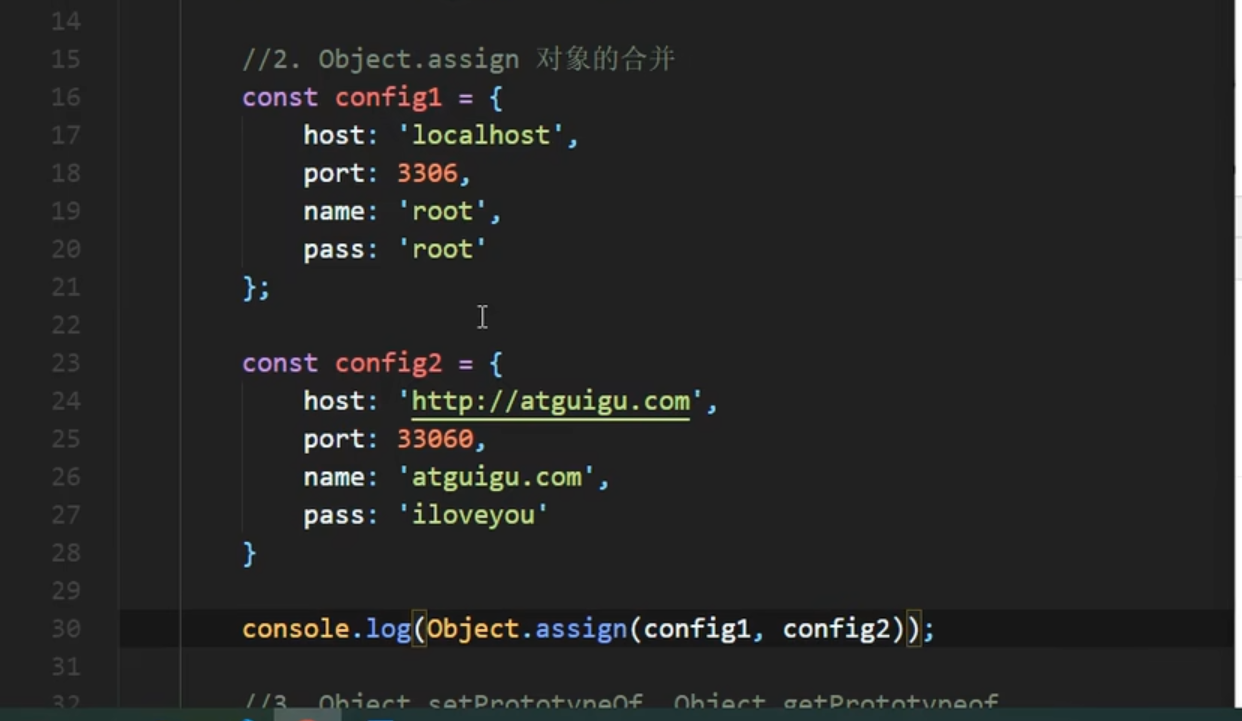 14
15 //2. Object.assign 对象的合并
16 const config1 = {
17 host: 'localhost',
18 port: 3306,
19 name: 'root',
20 pass: 'root'
21 };
22
23 const config2 = {
24 host: 'http://atguigu.com',
25 port: 33060,
26 name: 'atguigu.com',
27 pass: 'iloveyou'
28 }
29
30 console.log(Object.assign(config1, config2));
31
32 //3. Object.setPrototypeOf Object.getPrototypeof